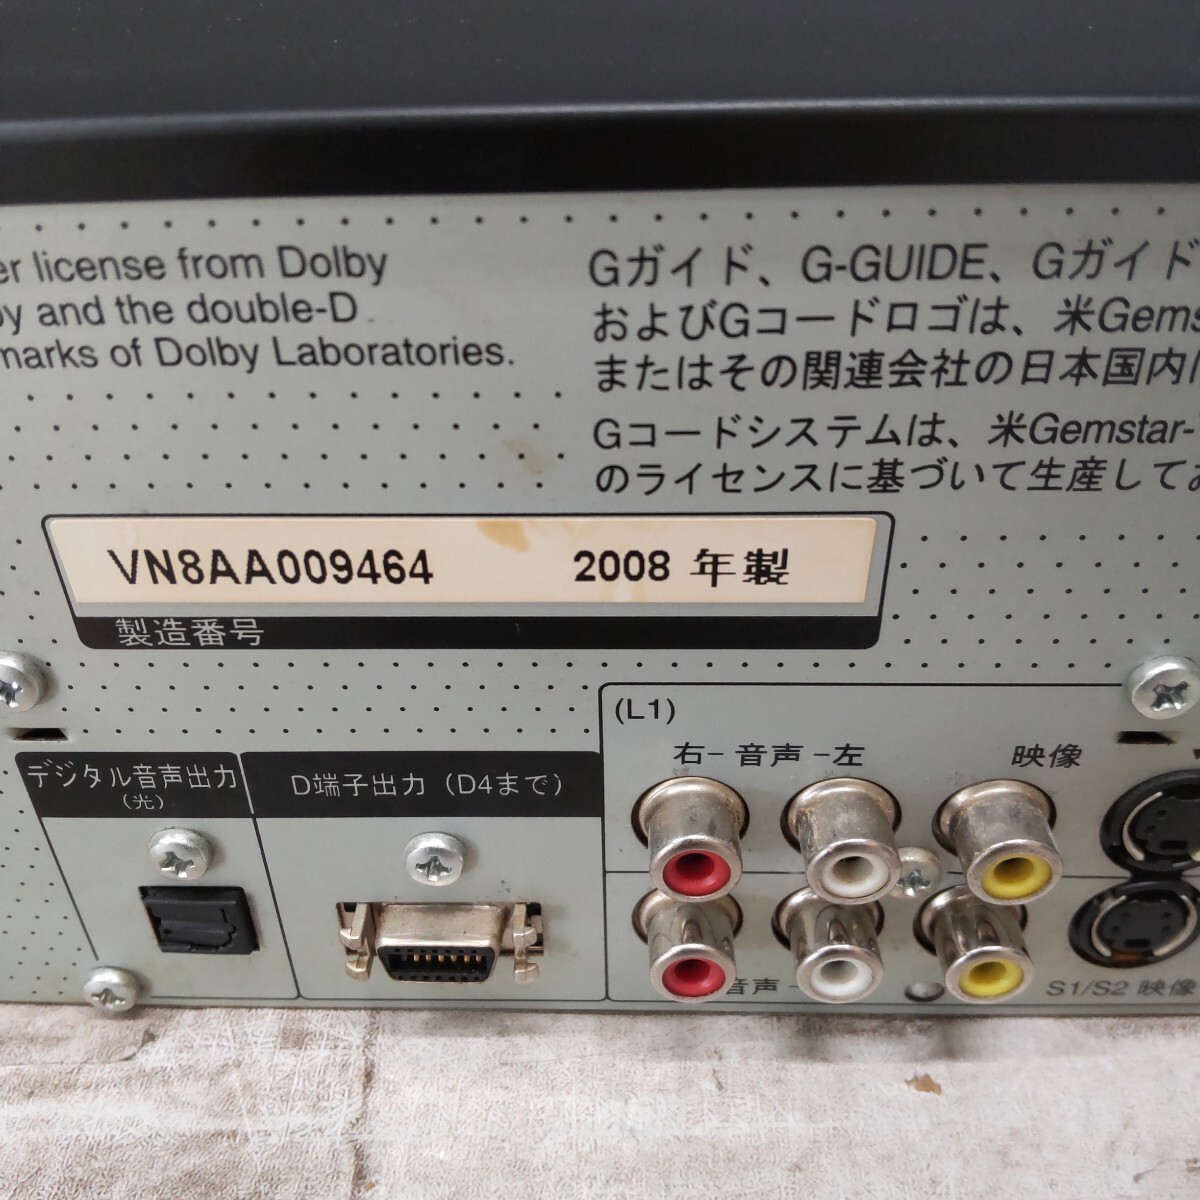 er license from Dolby
by and the double-D
marks of Dolby Laboratories.
Gガイド、G-GUIDE、Gガイド
およびGコードロゴは、米Gems
またはその関連会社の日本国内
Gコードシステムは、米Gemstar-
のライセンスに基づいて生産して
VN8AA009464 2008 年製
製造番号
(L1)
右- 音声 -左 映像
デジタル音声出力
(光)
D端子出力 (D4まで)
音声 -
S1/S2 映像